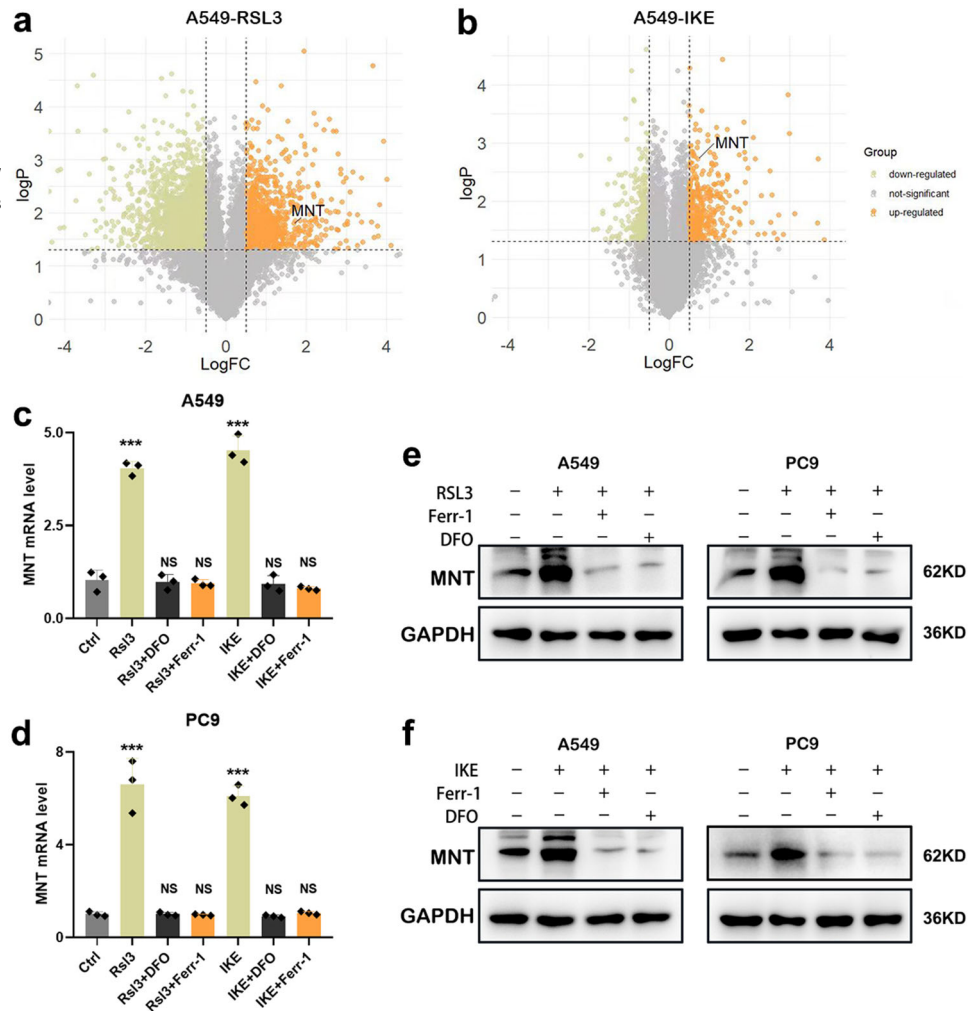 a
A549-RSL3
5
4
3
2
1
0
logP
MNT
-4
-2
0
2
4
LogFC
b
A549-IKE
4
3
2
1
0
logP
MNT
-4
-2
0
2
4
LogFC
Group
down-regulated
not-significant
up-regulated
c
A549
MNT mRNA level
5.0
2.5
0.0
***
NS
NS
***
NS
NS
Ctrl
Rsl3
Rsl3+DFO
Rsl3+Ferr-1
IKE
IKE+DFO
IKE+Ferr-1
d
PC9
MNT mRNA level
8
4
0
***
NS
NS
***
NS
NS
Ctrl
Rsl3
Rsl3+DFO
Rsl3+Ferr-1
IKE
IKE+DFO
IKE+Ferr-1
e
A549
PC9
RSL3 − + + + − + + +
Ferr-1 − − + − − − + −
DFO − − − + − − − +
MNT
62KD
GAPDH
36KD
f
A549
PC9
IKE − + + + − + + +
Ferr-1 − − + − − − + −
DFO − − − + − − − +
MNT
62KD
GAPDH
36KD